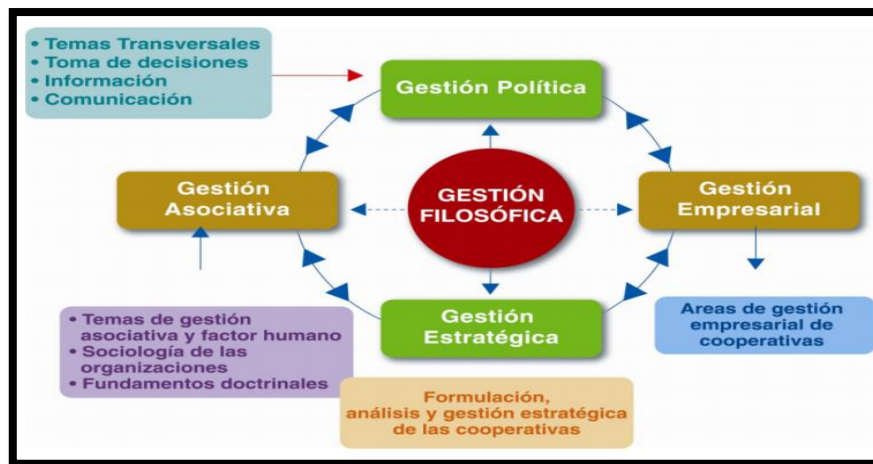 • Temas Transversales
• Toma de decisiones
• Información
• Comunicación
Gestión Política
Gestión
Asociativa
GESTIÓN
FILOSÓFICA
Gestión
Empresarial
Gestión
Estratégica
• Temas de gestión
asociativa y factor humano
• Sociología de las
organizaciones
• Fundamentos doctrinales
Areas de gestión
empresarial de
cooperativas
Formulación,
análisis y gestión estratégica
de las cooperativas